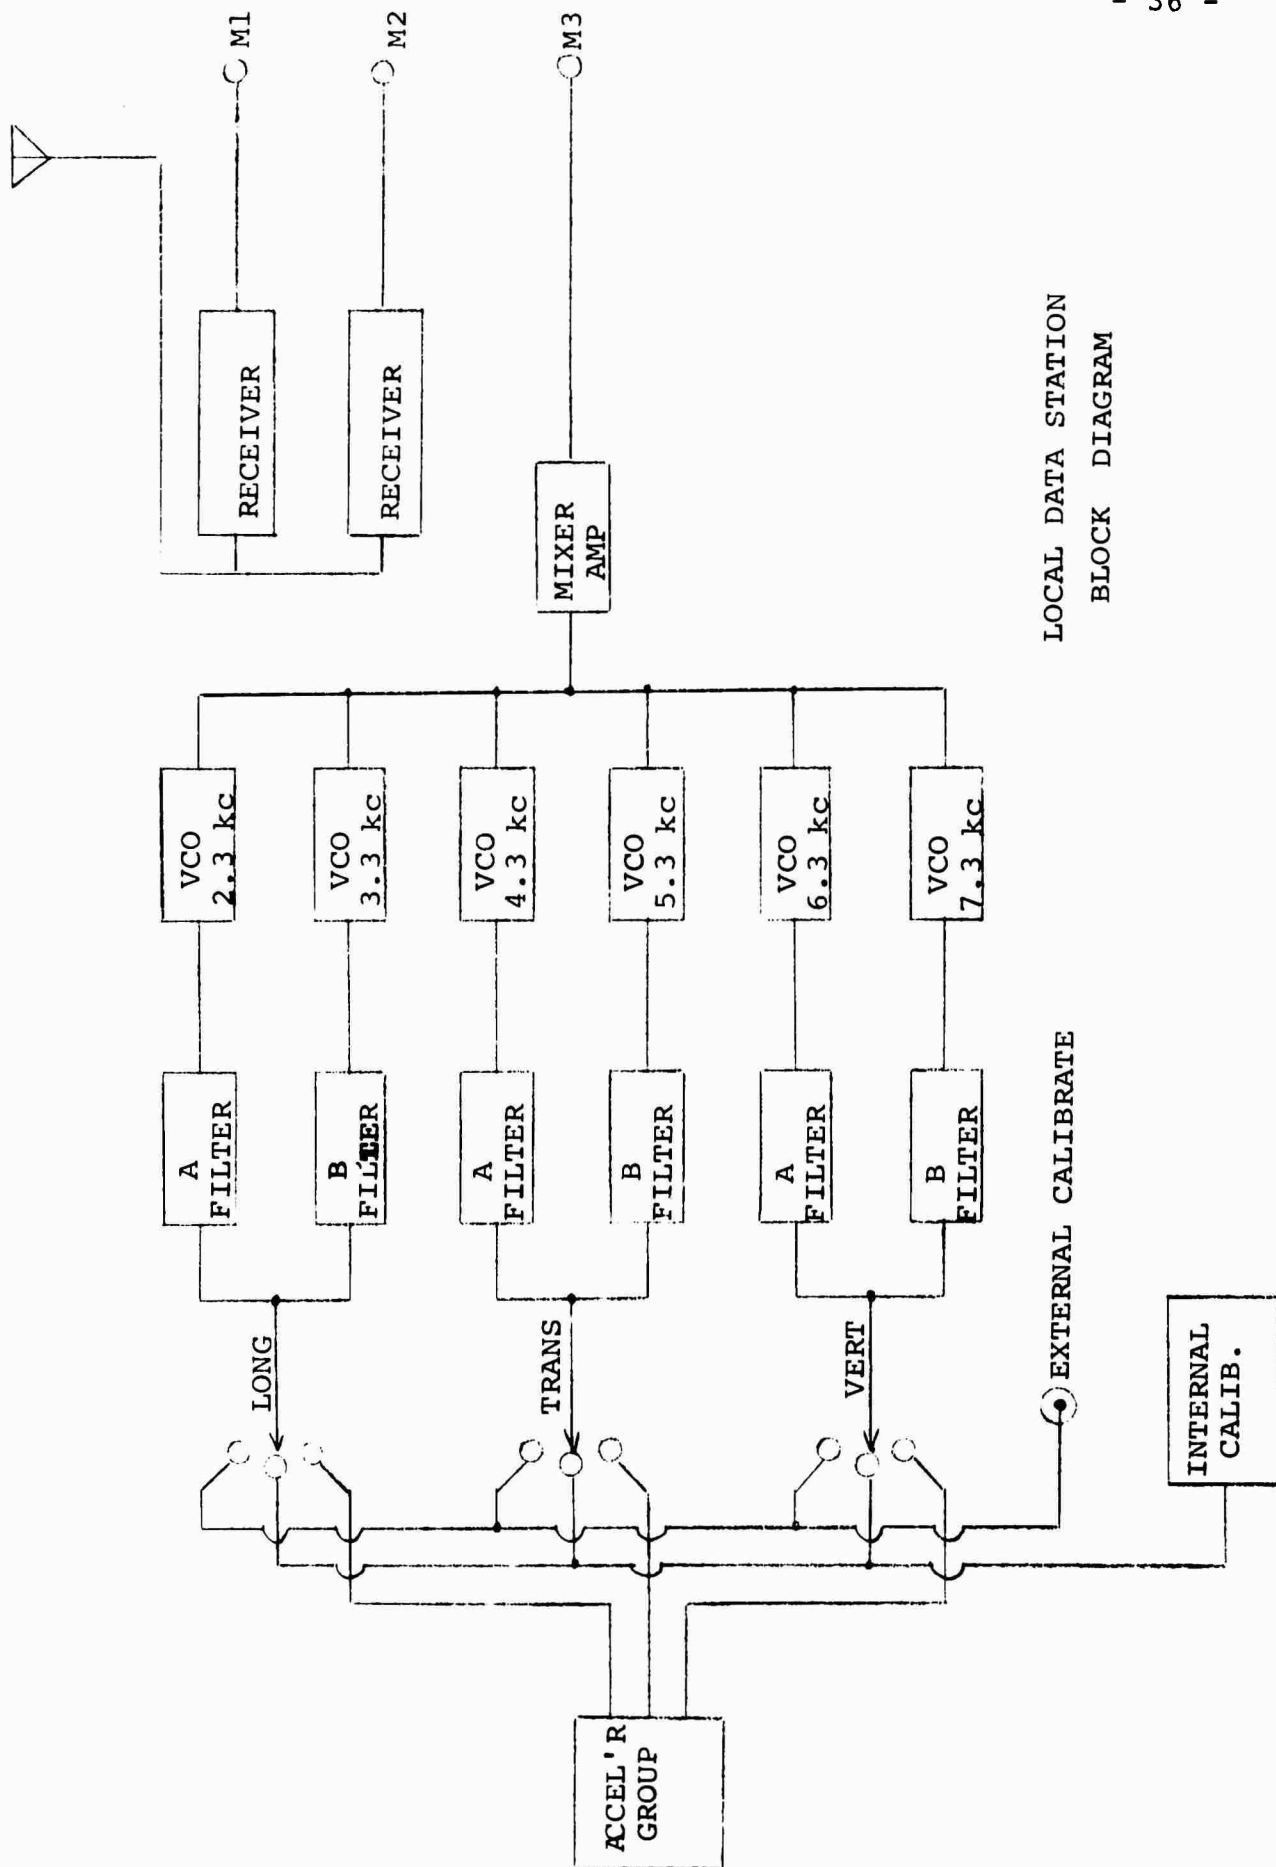 - 36 -
M1
M2
M3
RECEIVER
RECEIVER
MIXER
AMP
VCO
2.3 kc
VCO
3.3 kc
VCO
4.3 kc
VCO
5.3 kc
VCO
6.3 kc
VCO
7.3 kc
A
FILTER
B
FILTER
A
FILTER
B
FILTER
A
FILTER
B
FILTER
LONG
TRANS
VERT
EXTERNAL CALIBRATE
INTERNAL
CALIB.
ACCEL'R
GROUP
LOCAL DATA STATION
BLOCK DIAGRAM